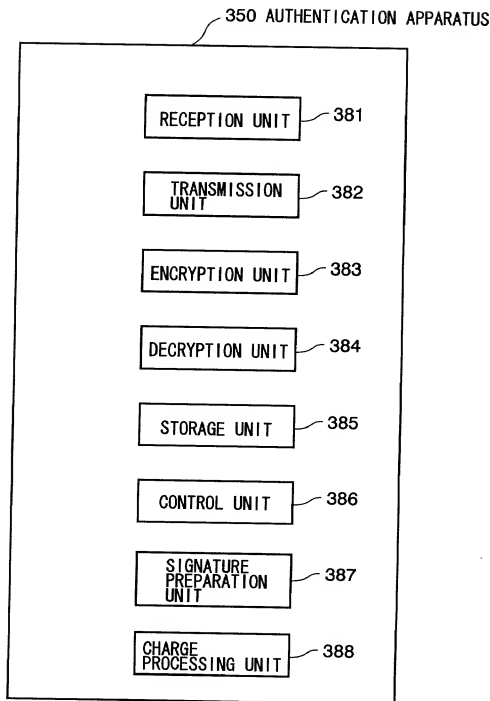 350 AUTHENTICATION APPARATUS
RECEPTION UNIT 381
TRANSMISSION
UNIT 382
ENCRYPTION UNIT 383
DECRYPTION UNIT 384
STORAGE UNIT 385
CONTROL UNIT 386
SIGNATURE
PREPARATION
UNIT 387
CHARGE
PROCESSING UNIT 388